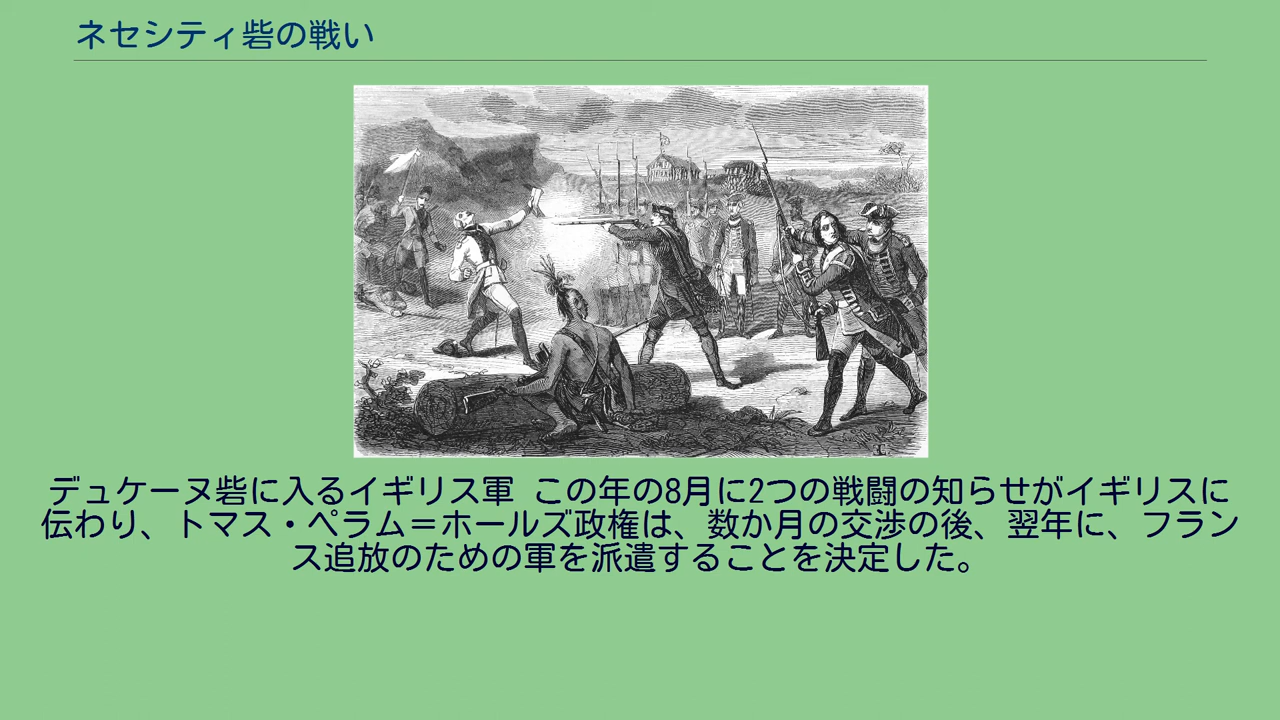 ネセシティ砦の戦い
デュケーヌ砦に入るイギリス軍 この年の8月に2つの戦闘の知らせがイギリスに
伝わり、トマス・ペラム＝ホールズ政権は、数か月の交渉の後、翌年に、フラン
ス追放のための軍を派遣することを決定した。